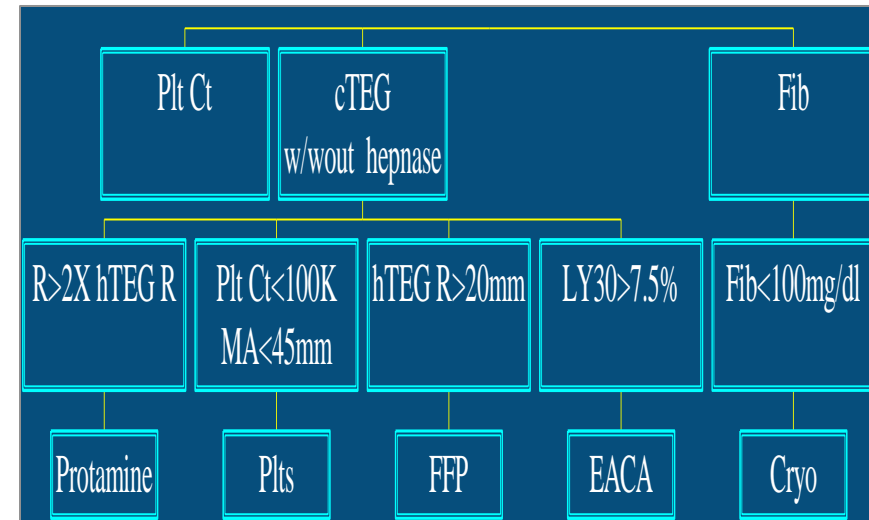 Plt Ct
cTEG
w/wout hepnase
Fib
R>2X hTEG R
Plt Ct<100K
MA<45mm
hTEG R>20mm
LY30>7.5%
Fib<100mg/dl
Protamine
Plts
FFP
EACA
Cryo